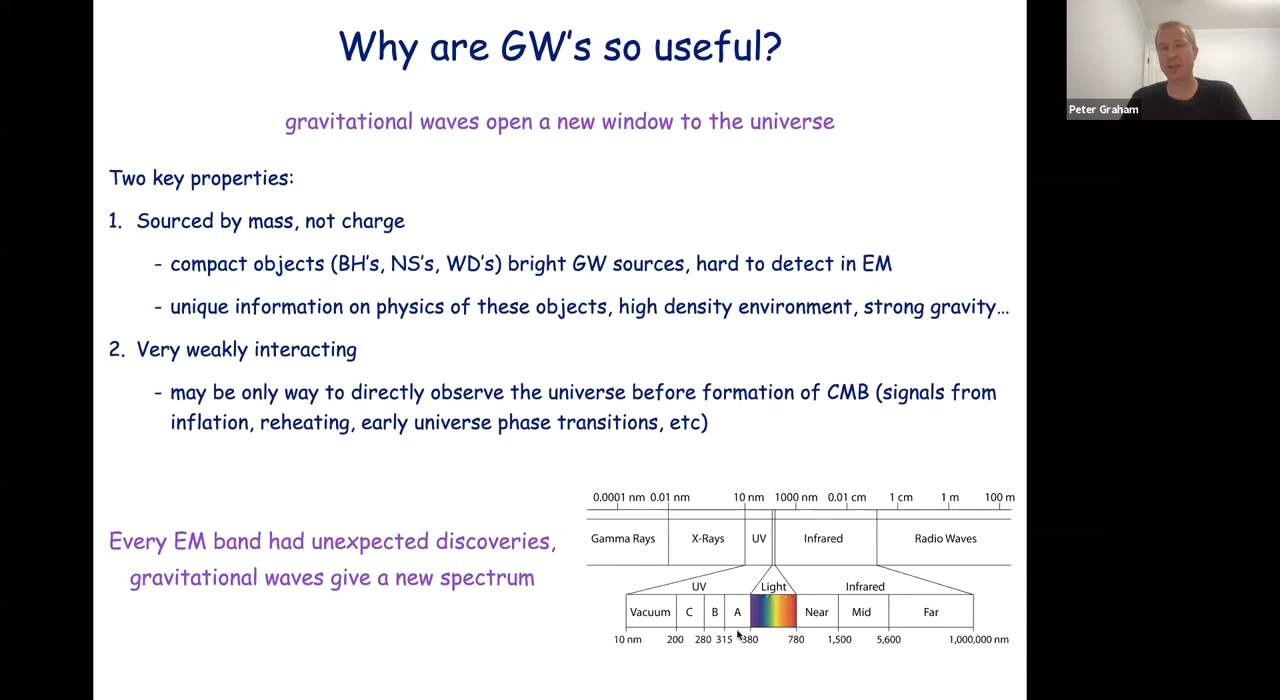 Why are GW's so useful?
gravitational waves open a new window to the universe
Two key properties:
1. Sourced by mass, not charge
- compact objects (BH's, NS's, WD's) bright GW sources, hard to detect in EM
- unique information on physics of these objects, high density environment, strong gravity...
2. Very weakly interacting
- may be only way to directly observe the universe before formation of CMB (signals from
inflation, reheating, early universe phase transitions, etc)
Every EM band had unexpected discoveries,
gravitational waves give a new spectrum
0.0001 nm 0.01 nm 10 nm 1000 nm 0.01 cm 1 cm 1 m 100 m
Gamma Rays X-Rays UV Infrared Radio Waves
UV Light Infrared
Vacuum C B A Near Mid Far
10 nm 200 280 315 380 780 1,500 5,600 1,000,000 nm
Peter Graham